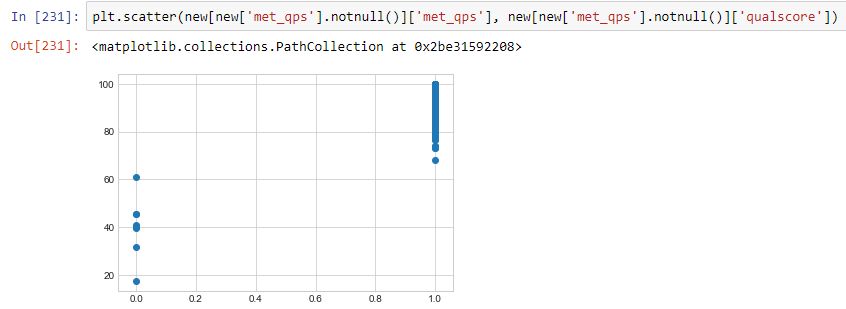 In [231]: plt.scatter(new[new['met_qps'].notnull()]['met_qps'], new[new['met_qps'].notnull()]['qualscore'])
Out[231]: <matplotlib.collections.PathCollection at 0x2be31592208>
100
80
60
40
20
0.0 0.2 0.4 0.6 0.8 1.0